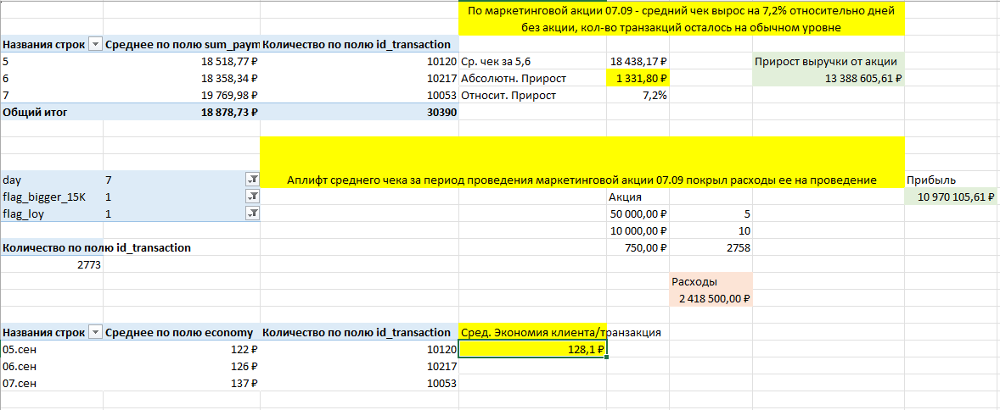 По маркетинговой акции 07.09 - средний чек вырос на 7,2% относительно дней
без акции, кол-во транзакций осталось на обычном уровне
Названия строк Среднее по полю sum_paym Количество по полю id_transaction
5 18 518,77 ₽ 10120 Ср. чек за 5,6 18 438,17 ₽ Прирост выручки от акции
6 18 358,34 ₽ 10217 Абсолютн. Прирост 1 331,80 ₽ 13 388 605,61 ₽
7 19 769,98 ₽ 10053 Относит. Прирост 7,2%
Общий итог 18 878,73 ₽ 30390
day 7 Аплифт среднего чека за период проведения маркетинговой акции 07.09 покрыл расходы ее на проведение Прибыль
flag_bigger_15K 1 Акция 10 970 105,61 ₽
flag_loy 1 50 000,00 ₽ 5
10 000,00 ₽ 10
Количество по полю id_transaction 750,00 ₽ 2758
2773
Расходы
2 418 500,00 ₽
Названия строк Среднее по полю economy Количество по полю id_transaction Сред. Экономия клиента/транзакция
05.сен 122 ₽ 10120 128,1 ₽
06.сен 126 ₽ 10217
07.сен 137 ₽ 10053